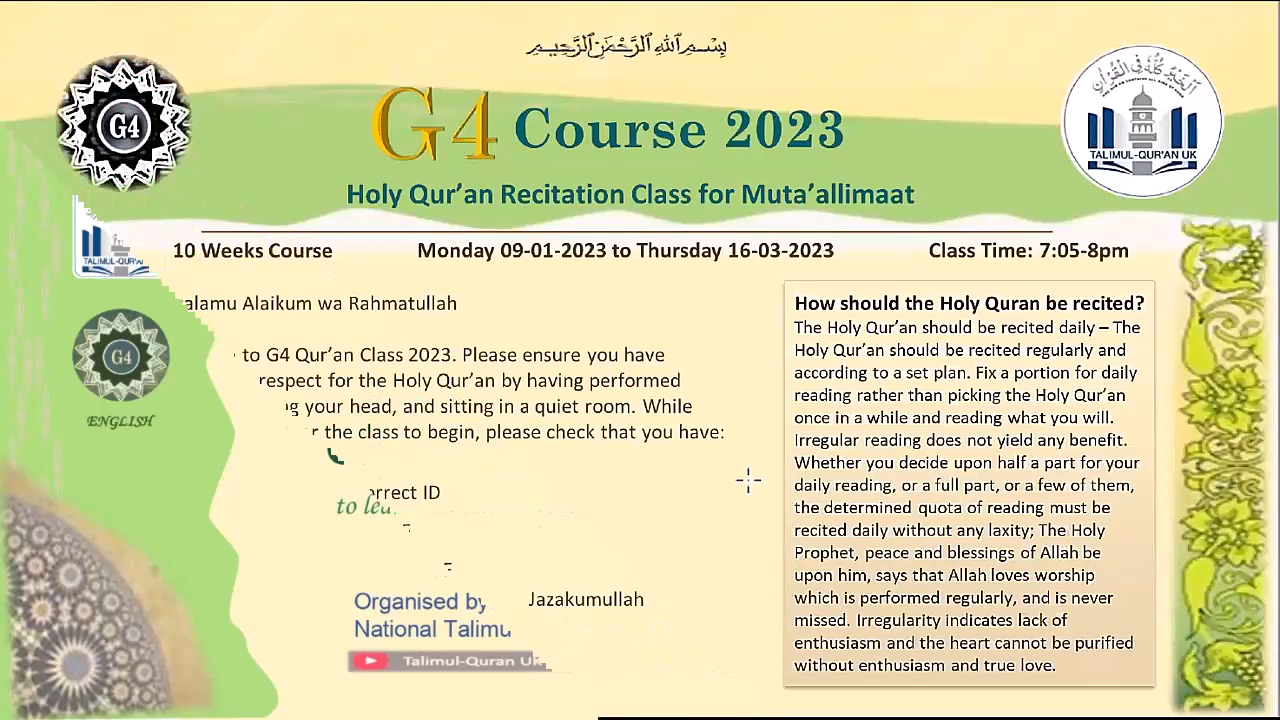 بِسْمِ اللهِ الرَّحْمٰنِ الرَّحِيْمِ
G4
G4 Course 2023
TALIMUL-QUR'AN UK
Holy Qur'an Recitation Class for Muta'allimaat
10 Weeks Course Monday 09-01-2023 to Thursday 16-03-2023 Class Time: 7:05-8pm
alamu Alaikum wa Rahmatullah
G4
ENGLISH
to G4 Qur'an Class 2023. Please ensure you have
respect for the Holy Qur'an by having performed
your head, and sitting in a quiet room. While
the class to begin, please check that you have:
orrect ID
to
Jazakumullah
Organised by
National Talimu
Talimul-Quran UK
How should the Holy Quran be recited?
The Holy Qur'an should be recited daily – The
Holy Qur'an should be recited regularly and
according to a set plan. Fix a portion for daily
reading rather than picking the Holy Qur'an
once in a while and reading what you will.
Irregular reading does not yield any benefit.
Whether you decide upon half a part for your
daily reading, or a full part, or a few of them,
the determined quota of reading must be
recited daily without any laxity; The Holy
Prophet, peace and blessings of Allah be
upon him, says that Allah loves worship
which is performed regularly, and is never
missed. Irregularity indicates lack of
enthusiasm and the heart cannot be purified
without enthusiasm and true love.